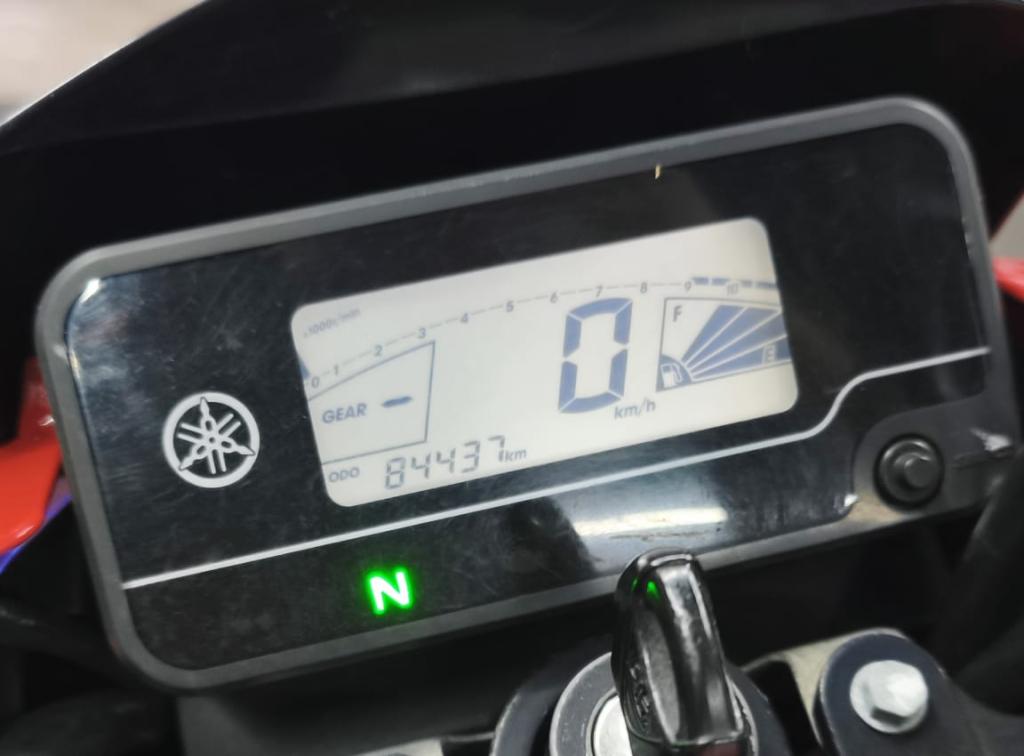 x1000r/min
0 1 2 3 4 5 6 7 8 9 10
F
0
E
GEAR -
km/h
ODO 84437 km
N